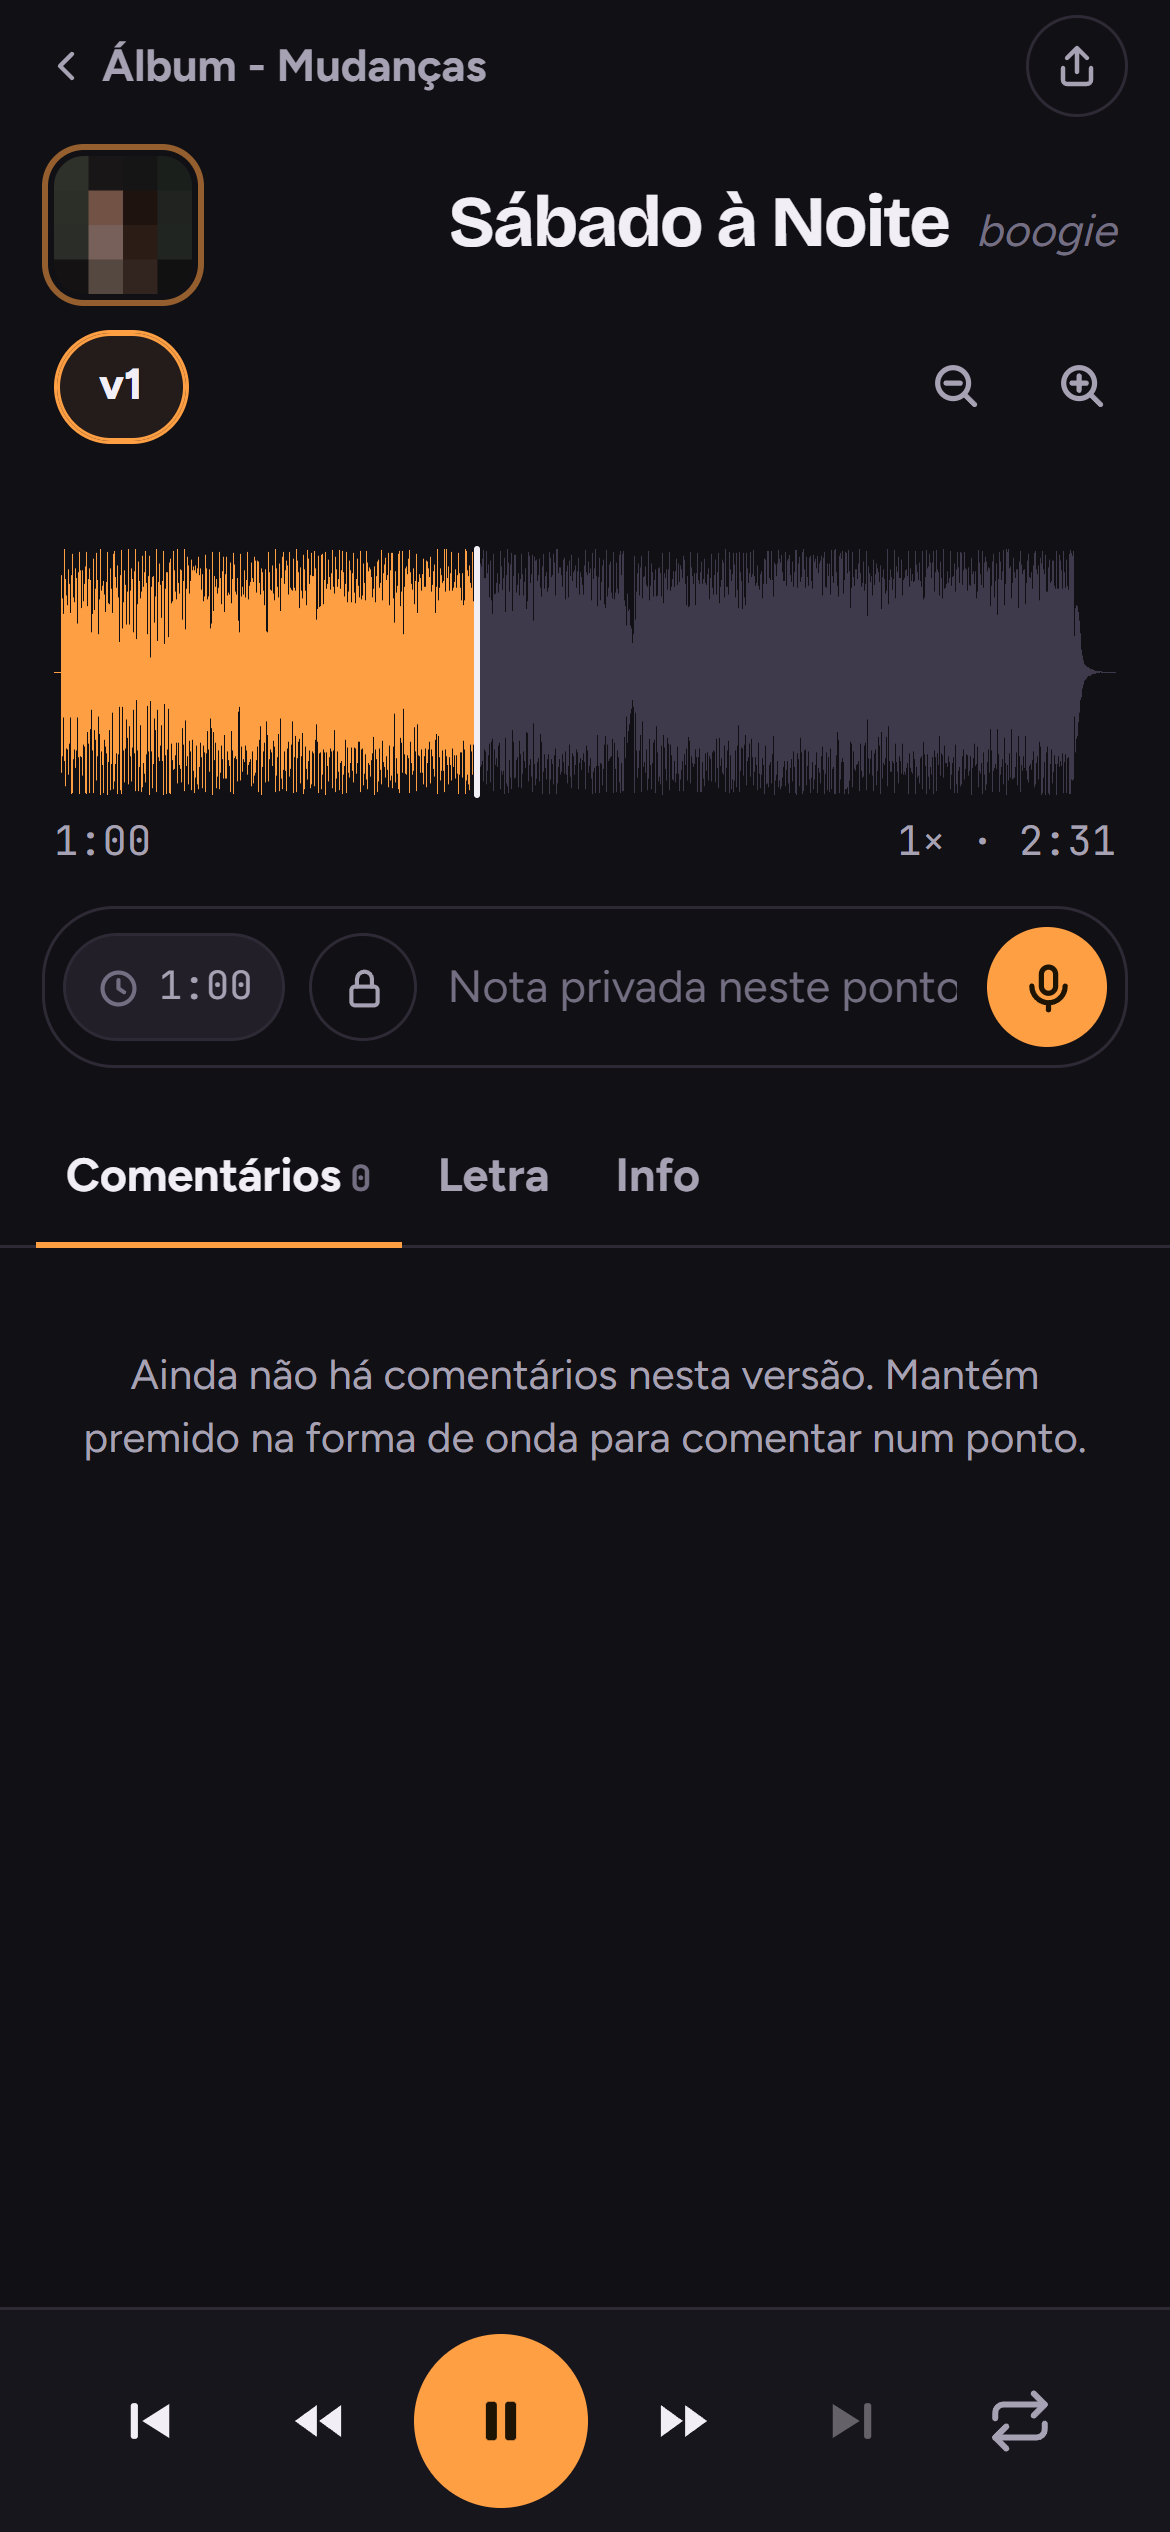 Álbum - Mudanças
Sábado à Noite boogie
v1
1:00 1× · 2:31
1:00 Nota privada neste ponto
Comentários 0 Letra Info
Ainda não há comentários nesta versão. Mantém
premido na forma de onda para comentar num ponto.